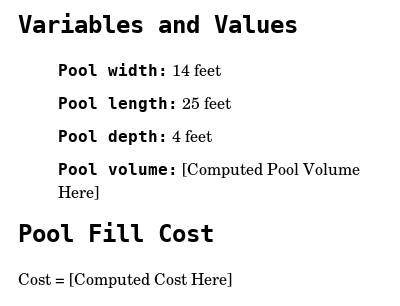 Variables and Values
Pool width: 14 feet
Pool length: 25 feet
Pool depth: 4 feet
Pool volume: [Computed Pool Volume
Here]
Pool Fill Cost
Cost = [Computed Cost Here]